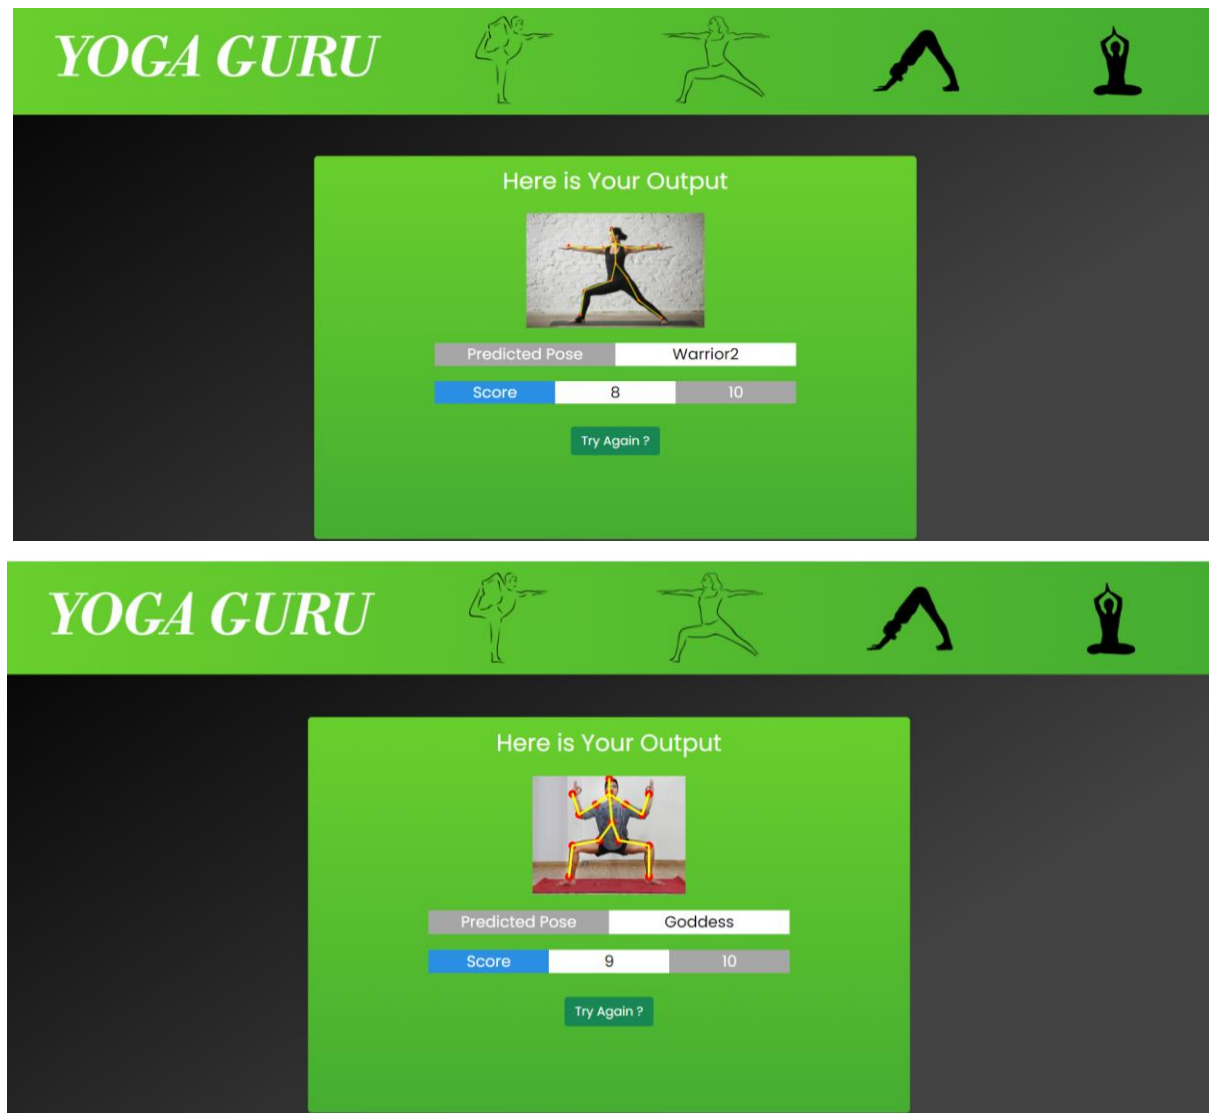 YOGA GURU
Here is Your Output
Predicted Pose Warrior2
Score 8 10
Try Again ?
YOGA GURU
Here is Your Output
Predicted Pose Goddess
Score 9 10
Try Again ?